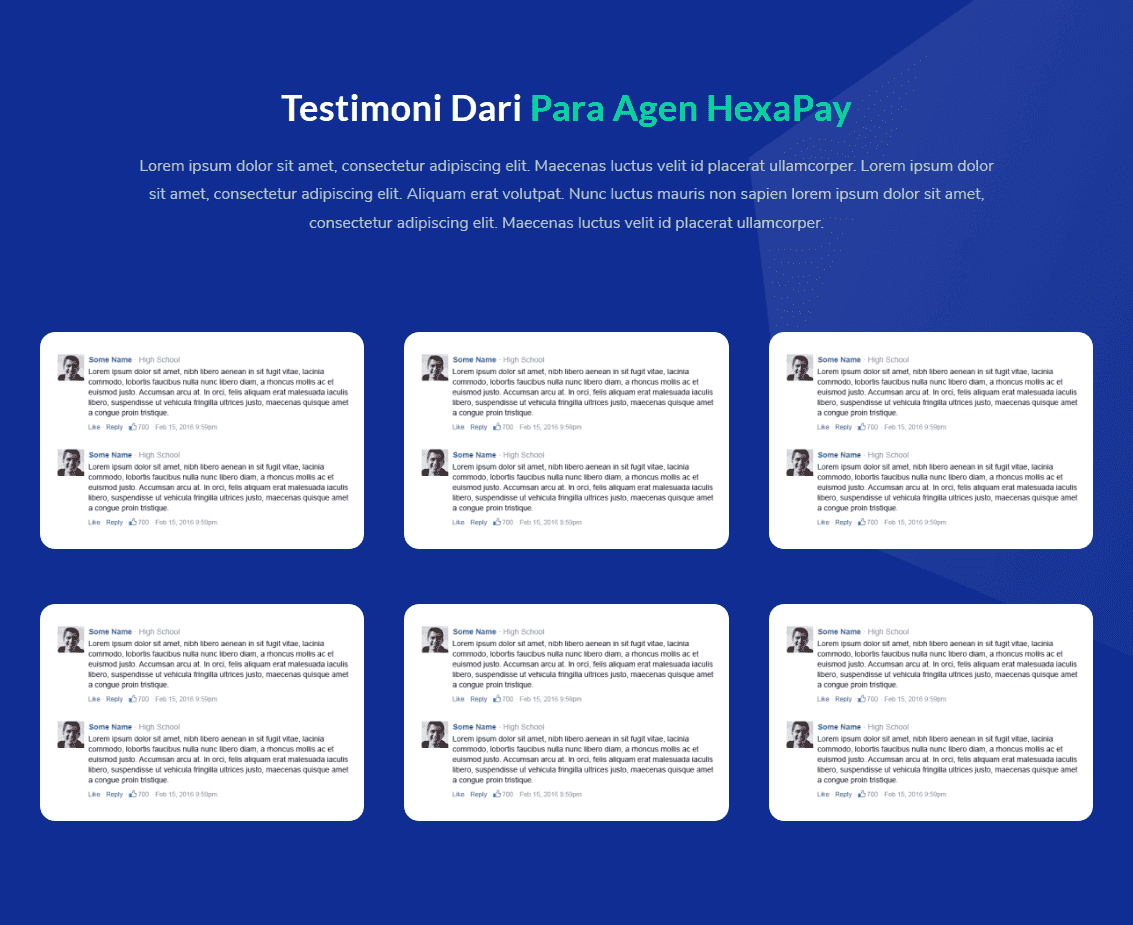 Testimoni Dari Para Agen HexaPay
Lorem ipsum dolor sit amet, consectetur adipiscing elit. Maecenas luctus velit id placerat ullamcorper. Lorem ipsum dolor
sit amet, consectetur adipiscing elit. Aliquam erat volutpat. Nunc luctus mauris non sapien lorem ipsum dolor sit amet,
consectetur adipiscing elit. Maecenas luctus velit id placerat ullamcorper.
Some Name · High School
Lorem ipsum dolor sit amet, nibh libero aenean in sit fugit vitae, lacinia
commodo, lobortis faucibus nulla nunc libero diam, a rhoncus mollis ac et
euismod justo. Accumsan arcu at. In orci, felis aliquam erat malesuada iaculis
libero, suspendisse ut vehicula fringilla ultrices justo, maecenas quisque amet
a congue proin tristique.
Like Reply 700 Feb 15, 2016 9:59pm
Some Name · High School
Lorem ipsum dolor sit amet, nibh libero aenean in sit fugit vitae, lacinia
commodo, lobortis faucibus nulla nunc libero diam, a rhoncus mollis ac et
euismod justo. Accumsan arcu at. In orci, felis aliquam erat malesuada iaculis
libero, suspendisse ut vehicula fringilla ultrices justo, maecenas quisque amet
a congue proin tristique.
Like Reply 700 Feb 15, 2016 9:59pm
Some Name · High School
Lorem ipsum dolor sit amet, nibh libero aenean in sit fugit vitae, lacinia
commodo, lobortis faucibus nulla nunc libero diam, a rhoncus mollis ac et
euismod justo. Accumsan arcu at. In orci, felis aliquam erat malesuada iaculis
libero, suspendisse ut vehicula fringilla ultrices justo, maecenas quisque amet
a congue proin tristique.
Like Reply 700 Feb 15, 2016 9:59pm
Some Name · High School
Lorem ipsum dolor sit amet, nibh libero aenean in sit fugit vitae, lacinia
commodo, lobortis faucibus nulla nunc libero diam, a rhoncus mollis ac et
euismod justo. Accumsan arcu at. In orci, felis aliquam erat malesuada iaculis
libero, suspendisse ut vehicula fringilla ultrices justo, maecenas quisque amet
a congue proin tristique.
Like Reply 700 Feb 15, 2016 9:59pm
Some Name · High School
Lorem ipsum dolor sit amet, nibh libero aenean in sit fugit vitae, lacinia
commodo, lobortis faucibus nulla nunc libero diam, a rhoncus mollis ac et
euismod justo. Accumsan arcu at. In orci, felis aliquam erat malesuada iaculis
libero, suspendisse ut vehicula fringilla ultrices justo, maecenas quisque amet
a congue proin tristique.
Like Reply 700 Feb 15, 2016 9:59pm
Some Name · High School
Lorem ipsum dolor sit amet, nibh libero aenean in sit fugit vitae, lacinia
commodo, lobortis faucibus nulla nunc libero diam, a rhoncus mollis ac et
euismod justo. Accumsan arcu at. In orci, felis aliquam erat malesuada iaculis
libero, suspendisse ut vehicula fringilla ultrices justo, maecenas quisque amet
a congue proin tristique.
Like Reply 700 Feb 15, 2016 9:59pm
Some Name · High School
Lorem ipsum dolor sit amet, nibh libero aenean in sit fugit vitae, lacinia
commodo, lobortis faucibus nulla nunc libero diam, a rhoncus mollis ac et
euismod justo. Accumsan arcu at. In orci, felis aliquam erat malesuada iaculis
libero, suspendisse ut vehicula fringilla ultrices justo, maecenas quisque amet
a congue proin tristique.
Like Reply 700 Feb 15, 2016 9:59pm
Some Name · High School
Lorem ipsum dolor sit amet, nibh libero aenean in sit fugit vitae, lacinia
commodo, lobortis faucibus nulla nunc libero diam, a rhoncus mollis ac et
euismod justo. Accumsan arcu at. In orci, felis aliquam erat malesuada iaculis
libero, suspendisse ut vehicula fringilla ultrices justo, maecenas quisque amet
a congue proin tristique.
Like Reply 700 Feb 15, 2016 9:59pm
Some Name · High School
Lorem ipsum dolor sit amet, nibh libero aenean in sit fugit vitae, lacinia
commodo, lobortis faucibus nulla nunc libero diam, a rhoncus mollis ac et
euismod justo. Accumsan arcu at. In orci, felis aliquam erat malesuada iaculis
libero, suspendisse ut vehicula fringilla ultrices justo, maecenas quisque amet
a congue proin tristique.
Like Reply 700 Feb 15, 2016 9:59pm
Some Name · High School
Lorem ipsum dolor sit amet, nibh libero aenean in sit fugit vitae, lacinia
commodo, lobortis faucibus nulla nunc libero diam, a rhoncus mollis ac et
euismod justo. Accumsan arcu at. In orci, felis aliquam erat malesuada iaculis
libero, suspendisse ut vehicula fringilla ultrices justo, maecenas quisque amet
a congue proin tristique.
Like Reply 700 Feb 15, 2016 9:59pm
Some Name · High School
Lorem ipsum dolor sit amet, nibh libero aenean in sit fugit vitae, lacinia
commodo, lobortis faucibus nulla nunc libero diam, a rhoncus mollis ac et
euismod justo. Accumsan arcu at. In orci, felis aliquam erat malesuada iaculis
libero, suspendisse ut vehicula fringilla ultrices justo, maecenas quisque amet
a congue proin tristique.
Like Reply 700 Feb 15, 2016 9:59pm
Some Name · High School
Lorem ipsum dolor sit amet, nibh libero aenean in sit fugit vitae, lacinia
commodo, lobortis faucibus nulla nunc libero diam, a rhoncus mollis ac et
euismod justo. Accumsan arcu at. In orci, felis aliquam erat malesuada iaculis
libero, suspendisse ut vehicula fringilla ultrices justo, maecenas quisque amet
a congue proin tristique.
Like Reply 700 Feb 15, 2016 9:59pm